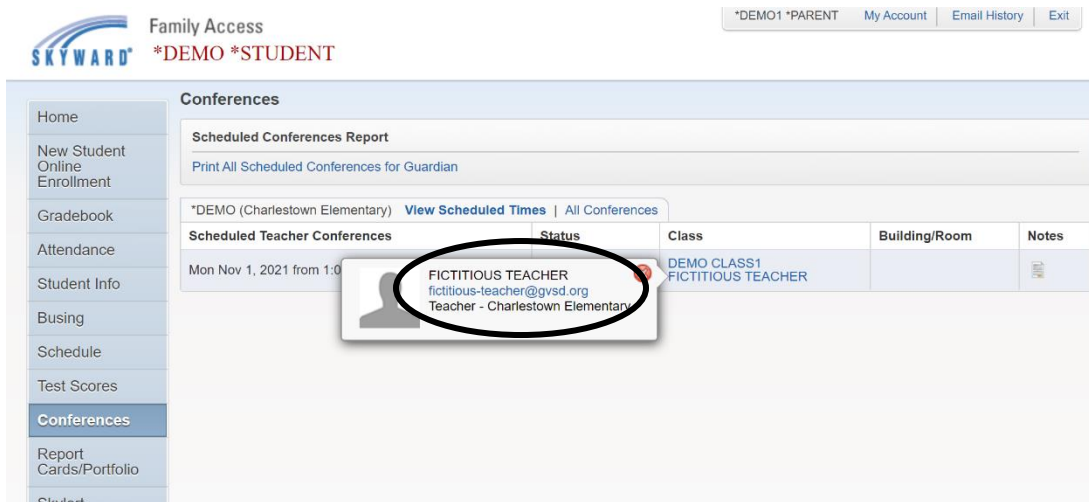 *DEMO1 *PARENT My Account Email History Exit
Family Access
SKYWARD®
*DEMO *STUDENT
Conferences
Home
New Student
Online
Enrollment
Gradebook
Attendance
Student Info
Busing
Schedule
Test Scores
Conferences
Report
Cards/Portfolio
Scheduled Conferences Report
Print All Scheduled Conferences for Guardian
*DEMO (Charlestown Elementary) View Scheduled Times | All Conferences
Scheduled Teacher Conferences Status Class Building/Room Notes
Mon Nov 1, 2021 from 1:0
DEMO CLASS1
FICTITIOUS TEACHER
FICTITIOUS TEACHER
fictitious-teacher@gvsd.org
Teacher - Charlestown Elementary